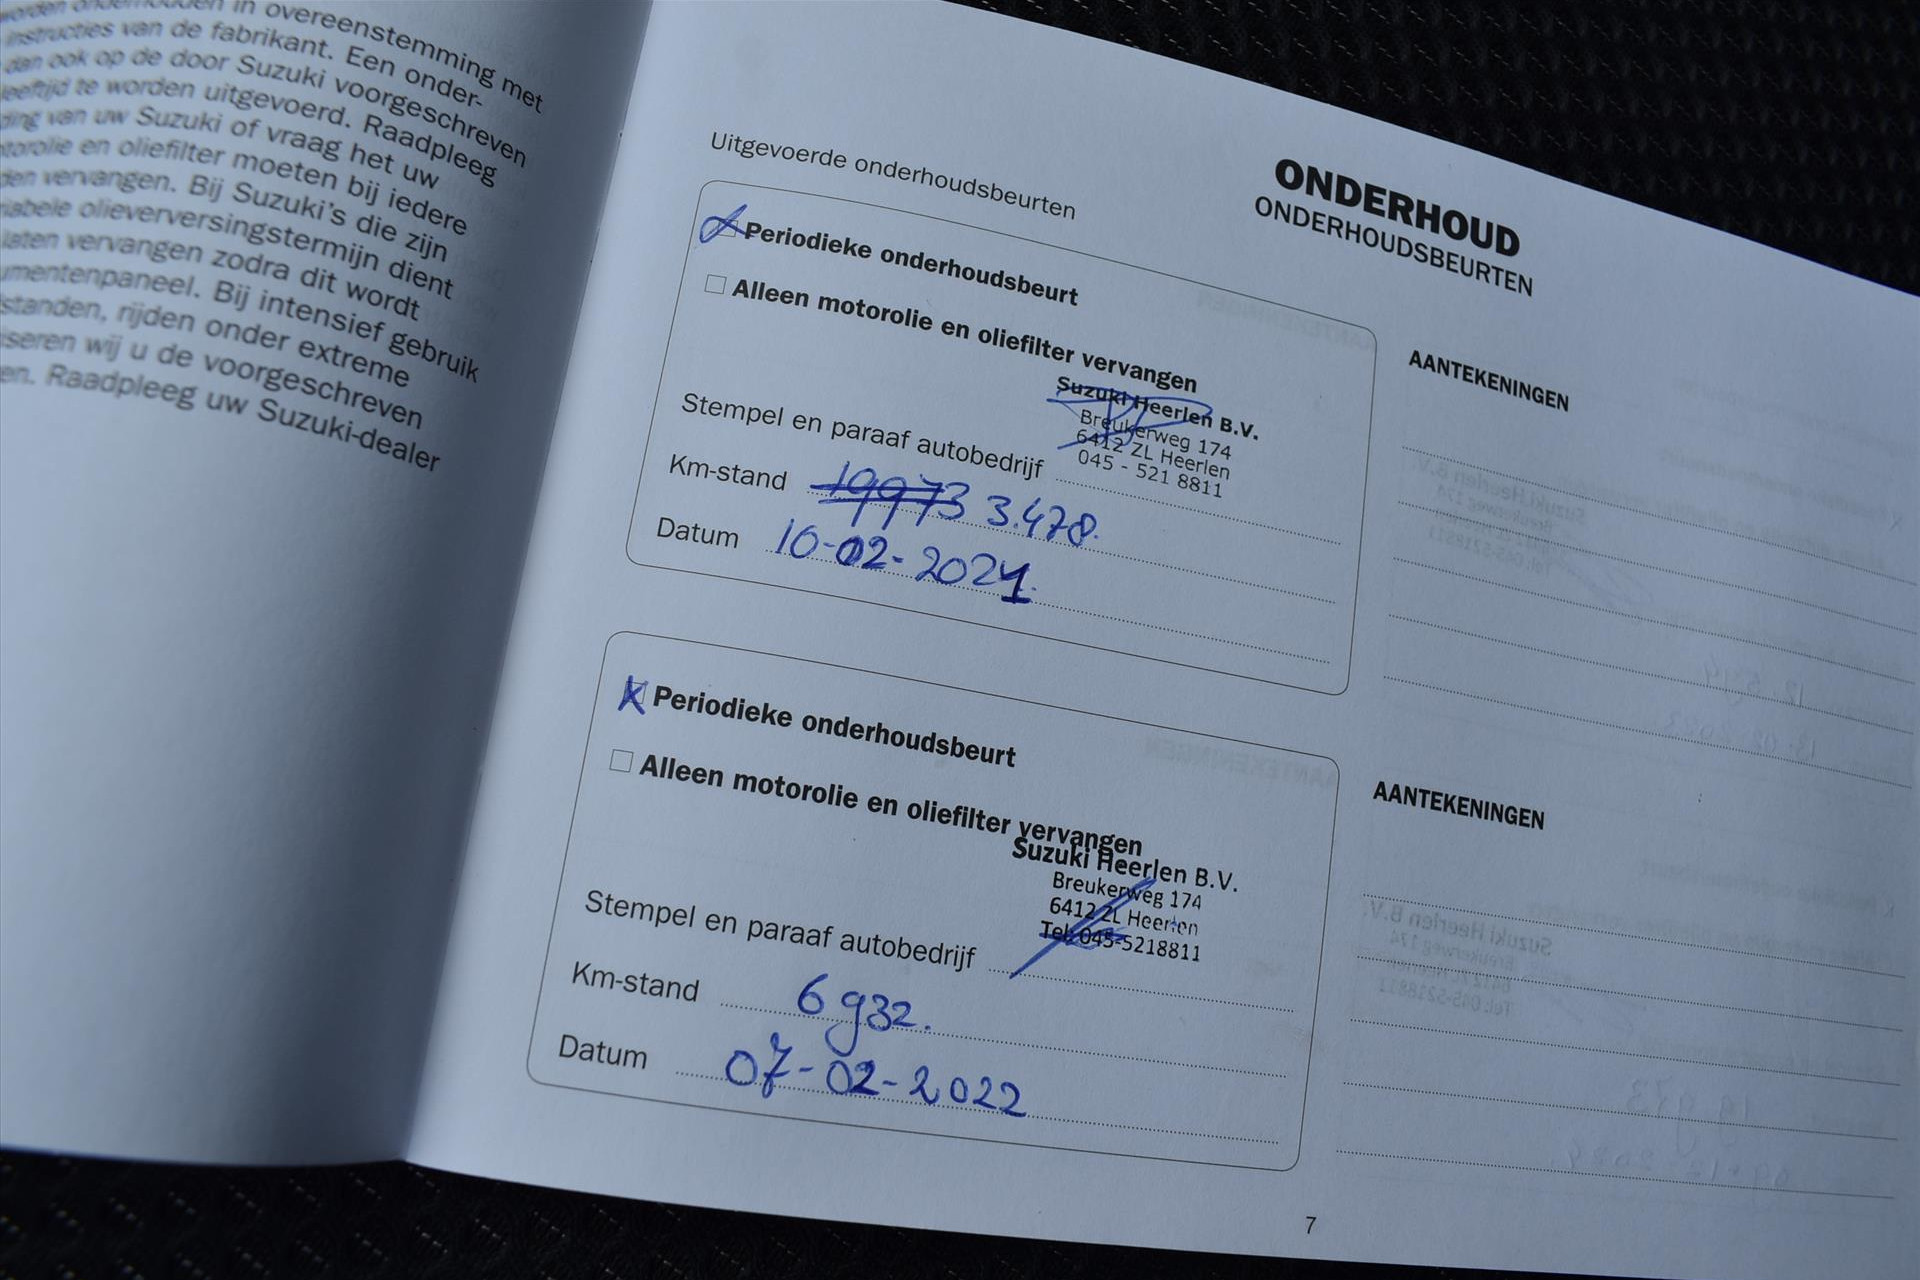 worden onderhouden in overeenstemming met
instructies van de fabrikant. Een onder-
dan ook op de door Suzuki voorgeschreven
leeftijd te worden uitgevoerd. Raadpleeg
ding van uw Suzuki of vraag het uw
torolie en oliefilter moeten bij iedere
den vervangen. Bij Suzuki's die zijn
iabele olieverversingstermijn dient
laten vervangen zodra dit wordt
umentenpaneel. Bij intensief gebruik
standen, rijden onder extreme
iseren wij u de voorgeschreven
en. Raadpleeg uw Suzuki-dealer
ONDERHOUD
ONDERHOUDSBEURTEN
Uitgevoerde onderhoudsbeurten
Periodieke onderhoudsbeurt
Alleen motorolie en oliefilter vervangen
Suzuki Heerlen B.V.
Breukerweg 174
6412 ZL Heerlen
045 - 521 8811
Stempel en paraaf autobedrijf
Km-stand 19973 3.478.
Datum 10-02-2021.
AANTEKENINGEN
Periodieke onderhoudsbeurt
Alleen motorolie en oliefilter vervangen
Suzuki Heerlen B.V.
Breukerweg 174
6412 ZL Heerlen
Tel: 045-5218811
Stempel en paraaf autobedrijf
Km-stand 6932.
Datum 07-02-2022
AANTEKENINGEN
7